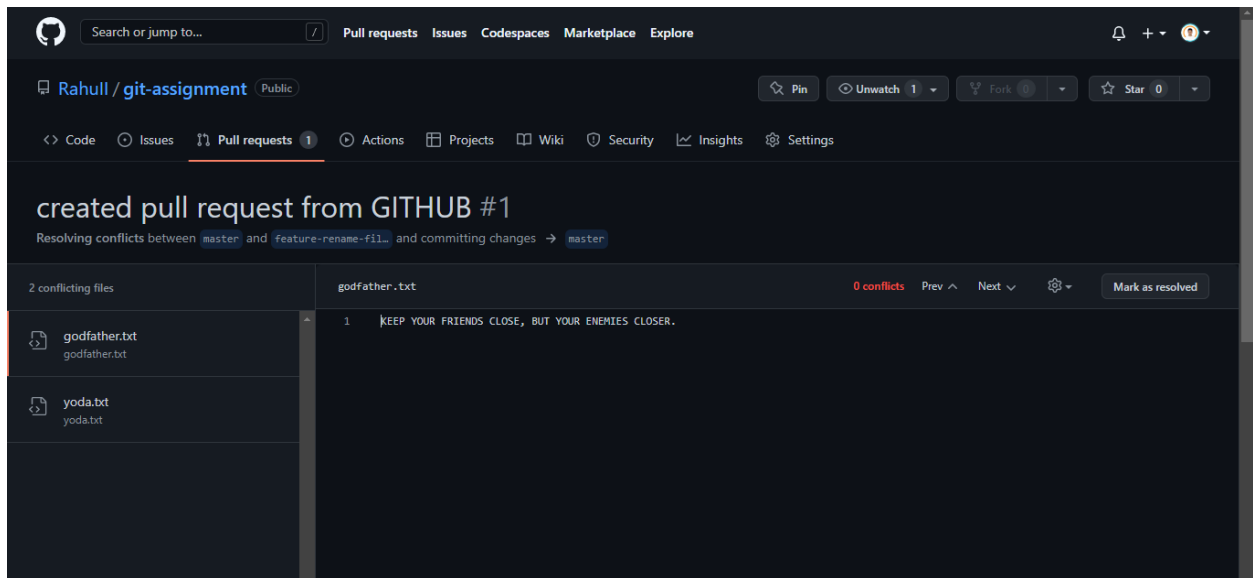 Search or jump to... /
Pull requests Issues Codespaces Marketplace Explore
Rahull / git-assignment Public
Pin Unwatch 1 Fork 0 Star 0
Code Issues Pull requests 1 Actions Projects Wiki Security Insights Settings
created pull request from GITHUB #1
Resolving conflicts between master and feature-rename-fil… and committing changes → master
2 conflicting files
godfather.txt 0 conflicts Prev Next Mark as resolved
godfather.txt
godfather.txt
yoda.txt
yoda.txt
1 KEEP YOUR FRIENDS CLOSE, BUT YOUR ENEMIES CLOSER.